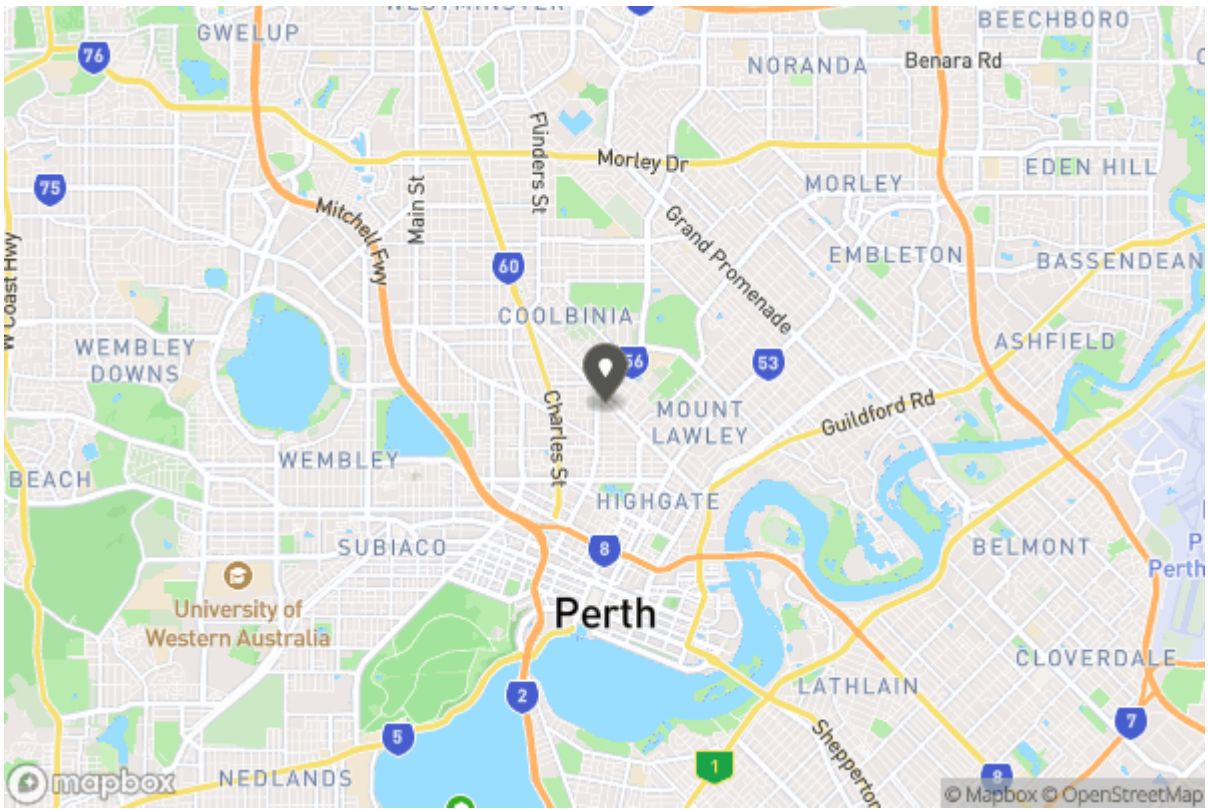 WESTMINSTER
GWELUP
BEECHBORO
76
NORANDA
Benara Rd
Flinders St
Morley Dr
EDEN HILL
75
Main St
MORLEY
Mitchell Fwy
Grand Promenade
W Coast Hwy
60
EMBLETON
BASSENDEAN
COOLBINIA
WEMBLEY
DOWNS
56
53
ASHFIELD
Charles St
MOUNT
LAWLEY
Guildford Rd
BEACH
WEMBLEY
HIGHGATE
SUBIACO
8
BELMONT
Perth
University of
Western Australia
Perth
CLOVERDALE
LATHLAIN
2
5
7
Shepperton
1
NEDLANDS
8
mapbox
© Mapbox © OpenStreetMap